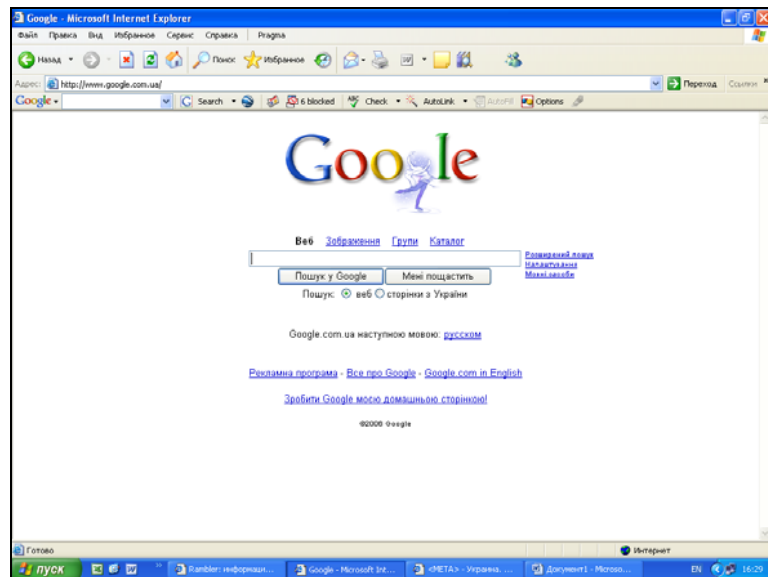 Google - Microsoft Internet Explorer
Файл Правка Вид Избранное Сервис Справка Pragma
Назад Поиск Избранное
Адрес: http://www.google.com.ua/ Переход Ссылки
Google Search 6 blocked Check AutoLink AutoFill Options
Google
Веб Зображення Групи Каталог
Розширений пошук
Налаштування
Мовні засоби
Пошук у Google Мені пощастить
Пошук: веб сторінки з України
Google.com.ua наступною мовою: русском
Рекламна програма - Все про Google - Google.com in English
Зробити Google моєю домашньою сторінкою!
©2006 Google
Готово Интернет
пуск Rambler: информаци... Google - Microsoft Int... <META> - Украина. ... Документ1 - Microso... EN 16:29